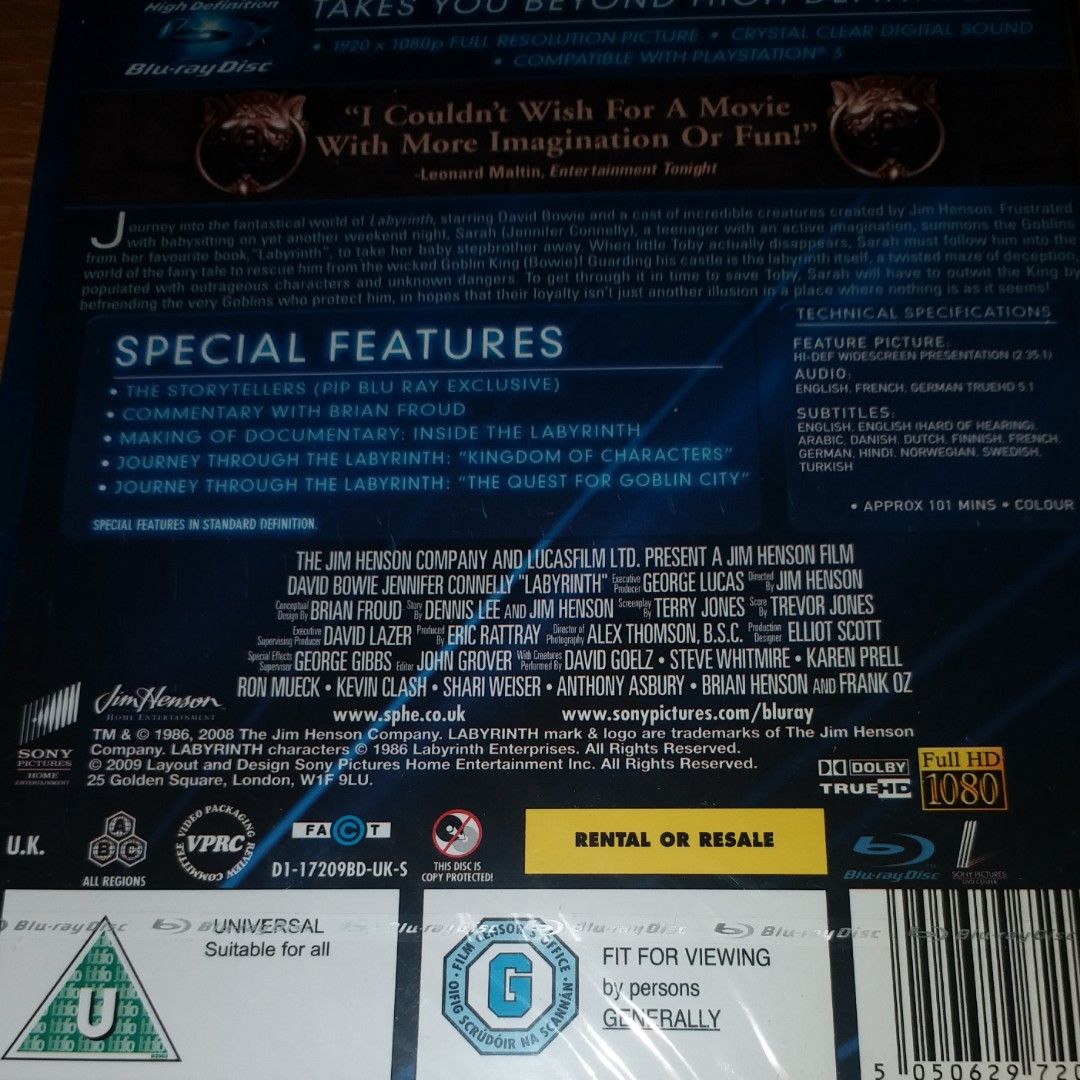 High Definition
Blu-ray Disc
TAKES YOU BEYOND HIGH DEFINITION
• 1920 x 1080p FULL RESOLUTION PICTURE • CRYSTAL CLEAR DIGITAL SOUND
• COMPATIBLE WITH PLAYSTATION® 3
"I Couldn't Wish For A Movie
With More Imagination Or Fun!"
-Leonard Maltin, Entertainment Tonight
Journey into the fantastical world of Labyrinth, starring David Bowie and a cast of incredible creatures created by Jim Henson. Frustrated
with babysitting on yet another weekend night, Sarah (Jennifer Connelly), a teenager with an active imagination, summons the Goblins
from her favourite book, "Labyrinth", to take her baby stepbrother away. When little Toby actually disappears, Sarah must follow him into the
world of the fairy tale to rescue him from the wicked Goblin King (Bowie)! Guarding his castle is the labyrinth itself, a twisted maze of deception,
populated with outrageous characters and unknown dangers. To get through it in time to save Toby, Sarah will have to outwit the King by
befriending the very Goblins who protect him, in hopes that their loyalty isn't just another illusion in a place where nothing is as it seems!
SPECIAL FEATURES
• THE STORYTELLERS (PIP BLU RAY EXCLUSIVE)
• COMMENTARY WITH BRIAN FROUD
• MAKING OF DOCUMENTARY: INSIDE THE LABYRINTH
• JOURNEY THROUGH THE LABYRINTH: "KINGDOM OF CHARACTERS"
• JOURNEY THROUGH THE LABYRINTH: "THE QUEST FOR GOBLIN CITY"
SPECIAL FEATURES IN STANDARD DEFINITION.
TECHNICAL SPECIFICATIONS
FEATURE PICTURE:
HI-DEF WIDESCREEN PRESENTATION (2.35:1)
AUDIO:
ENGLISH, FRENCH, GERMAN TRUEHD 5.1
SUBTITLES:
ENGLISH, ENGLISH (HARD OF HEARING),
ARABIC, DANISH, DUTCH, FINNISH, FRENCH,
GERMAN, HINDI, NORWEGIAN, SWEDISH,
TURKISH
• APPROX 101 MINS • COLOUR
THE JIM HENSON COMPANY AND LUCASFILM LTD. PRESENT A JIM HENSON FILM
DAVID BOWIE JENNIFER CONNELLY "LABYRINTH" Executive Producer GEORGE LUCAS Directed By JIM HENSON
Conceptual Design By BRIAN FROUD Story By DENNIS LEE AND JIM HENSON Screenplay By TERRY JONES Score By TREVOR JONES
Executive Supervising Producer DAVID LAZER Produced By ERIC RATTRAY Director of Photography ALEX THOMSON, B.S.C. Production Designer ELLIOT SCOTT
Special Effects Supervisor GEORGE GIBBS Editor JOHN GROVER With Creatures Performed By DAVID GOELZ • STEVE WHITMIRE • KAREN PRELL
RON MUECK • KEVIN CLASH • SHARI WEISER • ANTHONY ASBURY • BRIAN HENSON AND FRANK OZ
SONY
PICTURES
HOME
ENTERTAINMENT
Jim Henson
HOME ENTERTAINMENT
www.sphe.co.uk www.sonypictures.com/bluray
TM & © 1986, 2008 The Jim Henson Company. LABYRINTH mark & logo are trademarks of The Jim Henson
Company. LABYRINTH characters © 1986 Labyrinth Enterprises. All Rights Reserved.
© 2009 Layout and Design Sony Pictures Home Entertainment Inc. All Rights Reserved.
25 Golden Square, London, W1F 9LU.
DOLBY
TRUEHD
Full HD
1080
U.K.
A
B C
ALL REGIONS
VIDEO PACKAGING
VPRC
REVIEW COMMITTEE
FACT
D1-17209BD-UK-S
THIS DISC IS
COPY PROTECTED!
RENTAL OR RESALE
Blu-ray Disc
SONY PICTURES
Blu-ray Disc Blu-ray Disc Blu-ray Disc Blu-ray Disc Blu-ray Disc Blu-ray Disc
U
UNIVERSAL
Suitable for all
FILM CENSOR'S OFFICE
G
OIFIG SCRÚDÓIR NA SCANNÁN
FIT FOR VIEWING
by persons
GENERALLY
5 050629 720